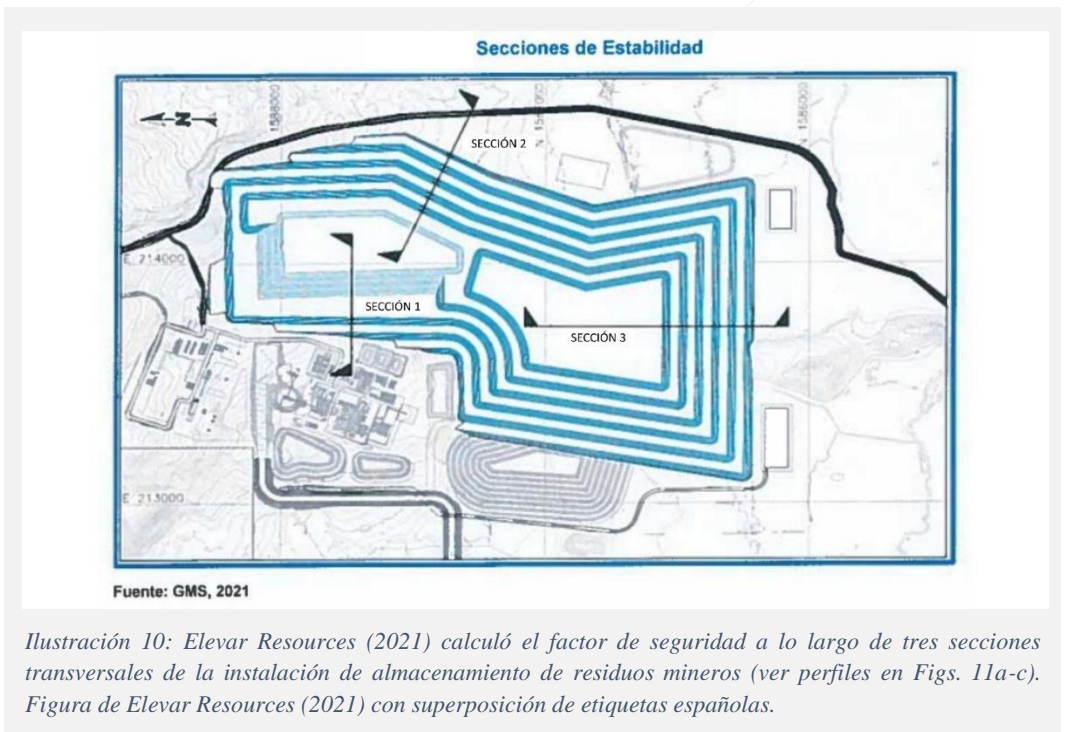 Secciones de Estabilidad
N
N 1586000
SECCIÓN 2
E 214000
SECCIÓN 1
SECCIÓN 3
E 213000
Fuente: GMS, 2021
Ilustración 10: Elevar Resources (2021) calculó el factor de seguridad a lo largo de tres secciones
transversales de la instalación de almacenamiento de residuos mineros (ver perfiles en Figs. 11a-c).
Figura de Elevar Resources (2021) con superposición de etiquetas españolas.